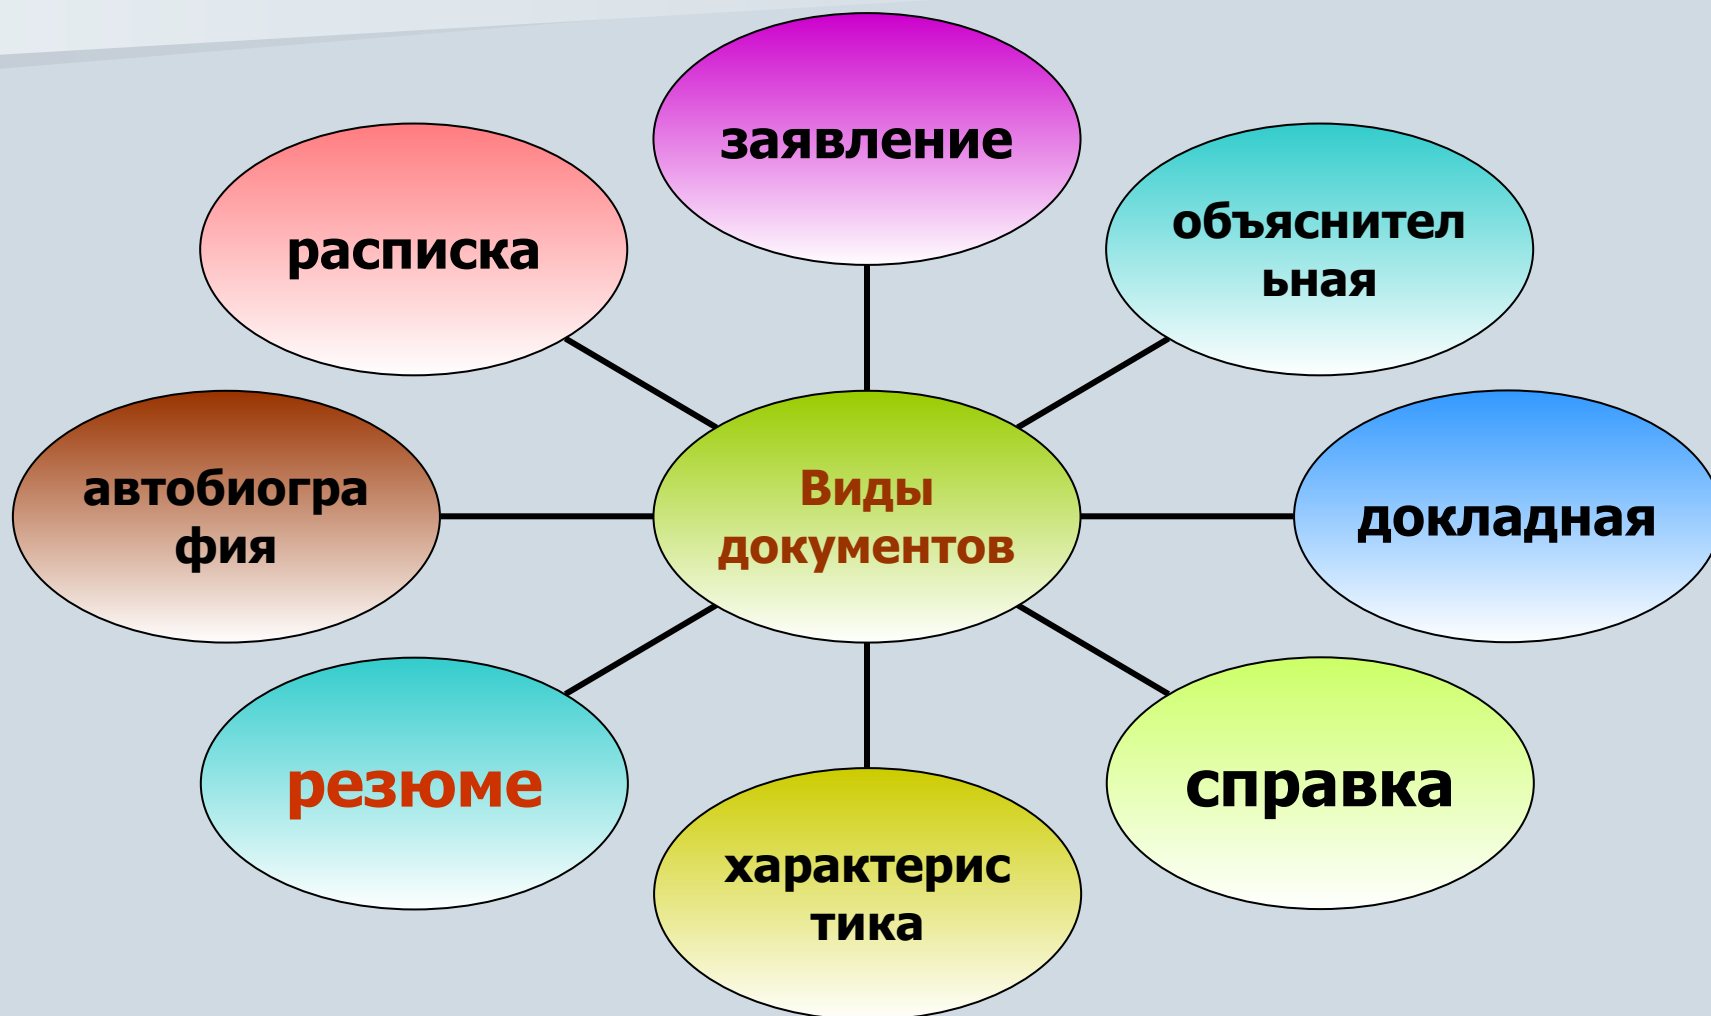 заявление
расписка
объяснител
ьная
автобиогра
фия
Виды
документов
докладная
резюме
справка
характерис
тика